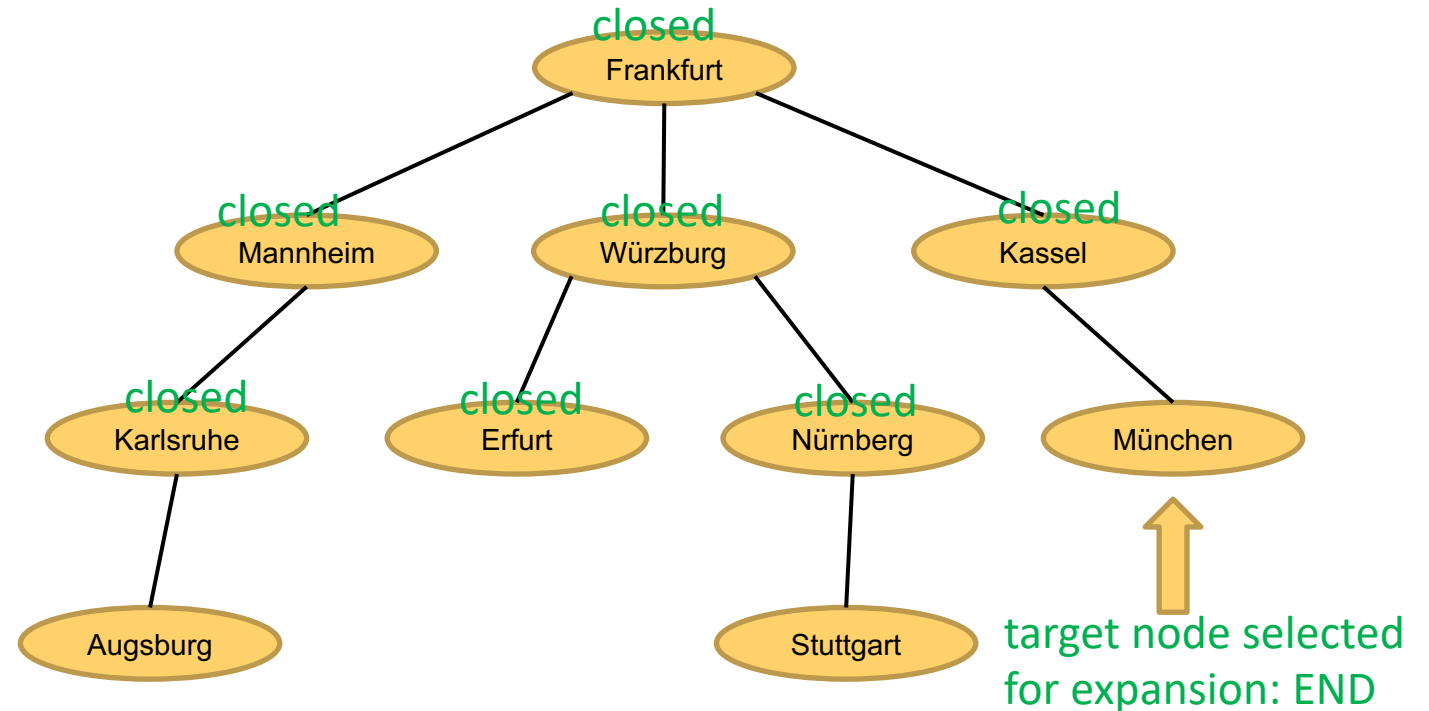 closed
Frankfurt
closed
closed
closed
Mannheim
Würzburg
Kassel
closed
closed
closed
Karlsruhe
Erfurt
Nürnberg
München
Augsburg
Stuttgart
target node selected
for expansion: END